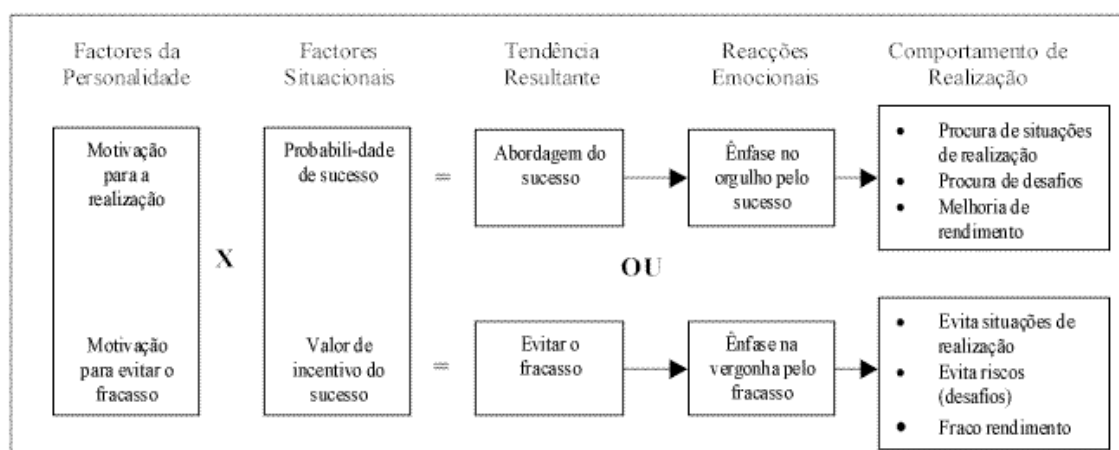 Factores da
Personalidade
Factores
Situacionais
Tendência
Resultante
Reacções
Emocionais
Comportamento de
Realização
Motivação
para a
realização
Motivação
para evitar o
fracasso
X
Probabili-dade
de sucesso
Valor de
incentivo do
sucesso
=
Abordagem do
sucesso
Ênfase no
orgulho pelo
sucesso
• Procura de situações
de realização
• Procura de desafios
• Melhoria de
rendimento
OU
=
Evitar o
fracasso
Ênfase na
vergonha pelo
fracasso
• Evita situações de
realização
• Evita riscos
(desafios)
• Fraco rendimento